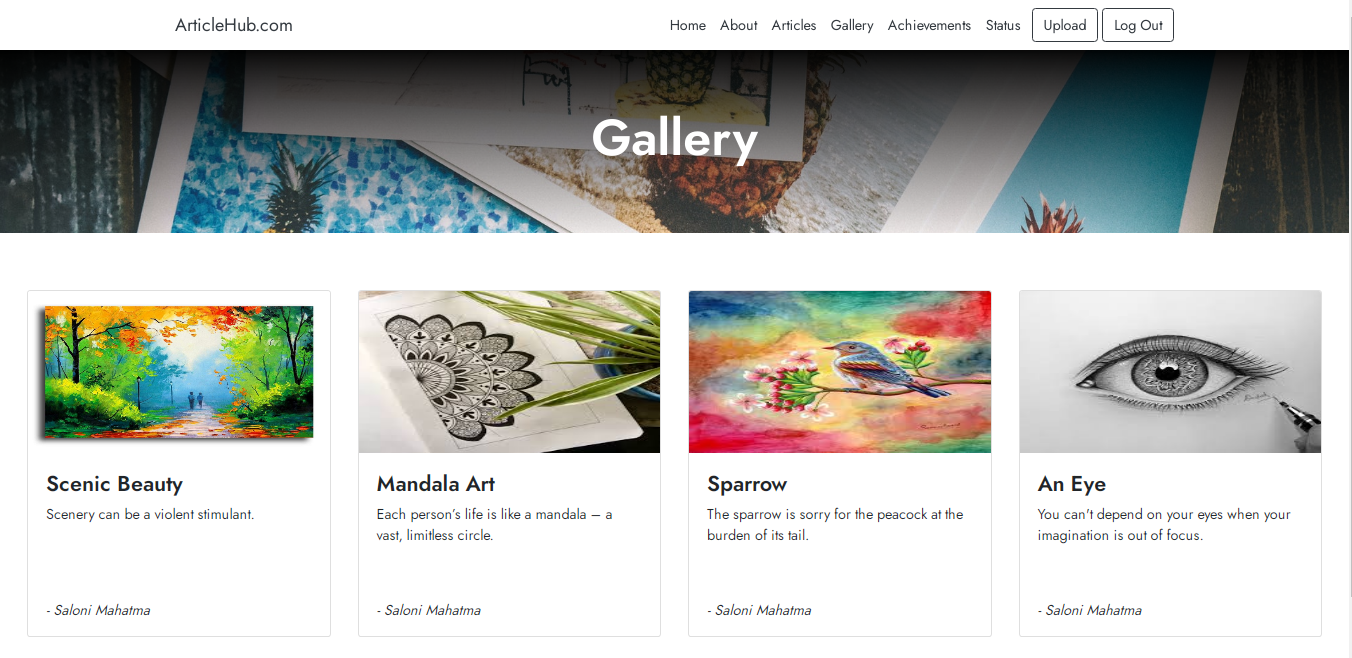 ArticleHub.com
Home About Articles Gallery Achievements Status Upload Log Out
Gallery
Scenic Beauty
Scenery can be a violent stimulant.
- Saloni Mahatma
Mandala Art
Each person’s life is like a mandala – a
vast, limitless circle.
- Saloni Mahatma
Sparrow
The sparrow is sorry for the peacock at the
burden of its tail.
- Saloni Mahatma
An Eye
You can't depend on your eyes when your
imagination is out of focus.
- Saloni Mahatma